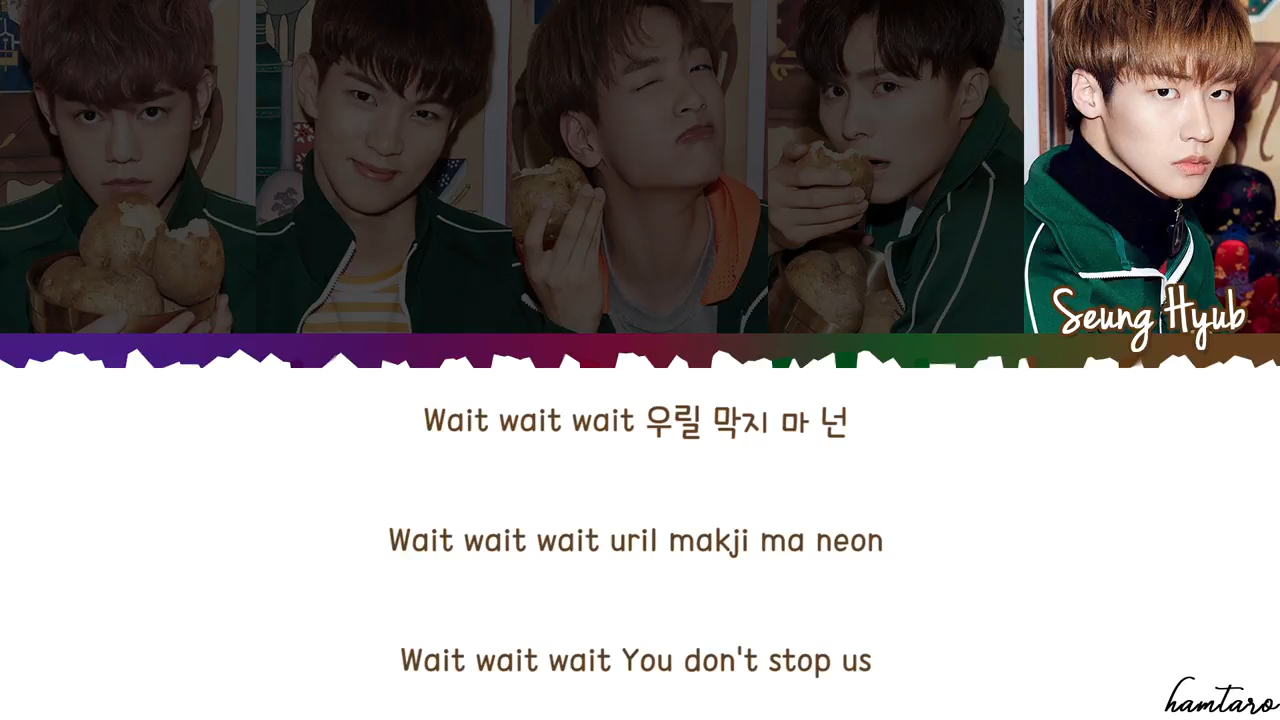 Seung Hyub
Wait wait wait 우릴 막지 마 넌
Wait wait wait uril makji ma neon
Wait wait wait You don't stop us
hamtaro